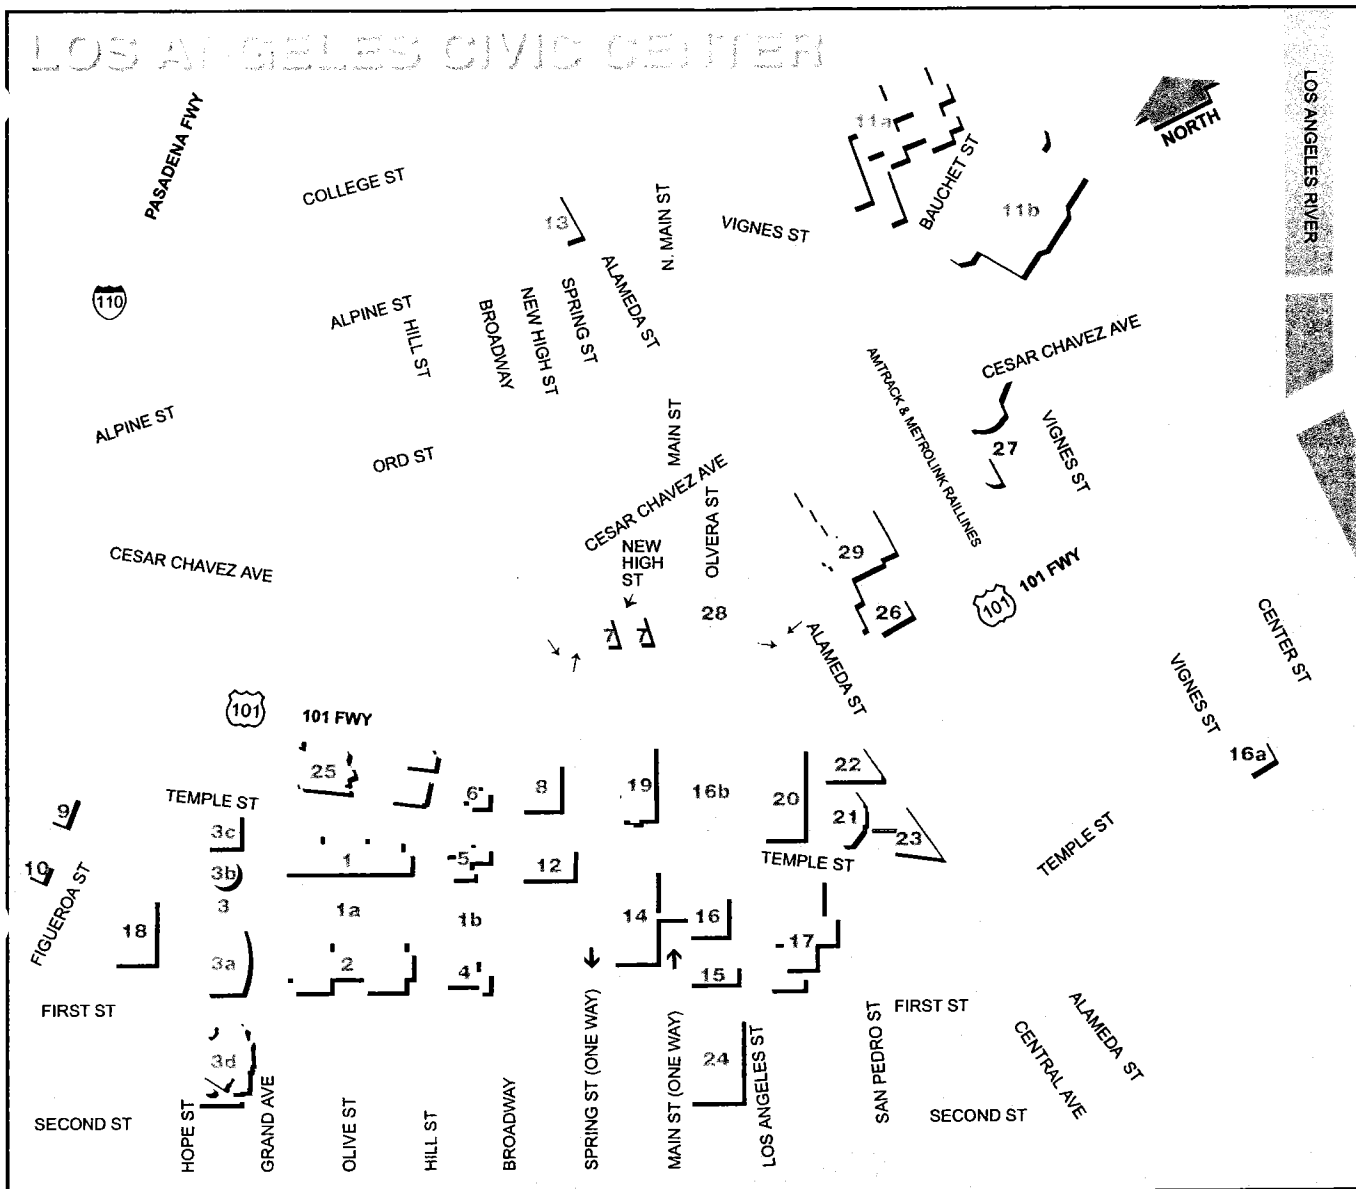 LOS ANGELES CIVIC CENTER
LOS ANGELES RIVER
PASADENA FWY
NORTH
11a
BAUCHET ST
COLLEGE ST
13
N. MAIN ST
VIGNES ST
11b
110
ALPINE ST
HILL ST
BROADWAY
NEW HIGH ST
SPRING ST
ALAMEDA ST
CESAR CHAVEZ AVE
AMTRACK & METROLINK RAILLINES
ALPINE ST
ORD ST
MAIN ST
27
VIGNES ST
CESAR CHAVEZ AVE
OLVERA ST
CESAR CHAVEZ AVE
NEW
HIGH
ST
29
101 FWY
101
28
26
7
7
ALAMEDA ST
CENTER ST
VIGNES ST
101
101 FWY
16a
25
6
8
19
16b
20
22
TEMPLE ST
9
3c
1
5
12
21
23
TEMPLE ST
TEMPLE ST
10
3b
FIGUEROA ST
3
1a
1b
14
16
17
18
3a
2
4
15
FIRST ST
FIRST ST
3d
24
ALAMEDA ST
CENTRAL AVE
SECOND ST
SECOND ST
HOPE ST
GRAND AVE
OLIVE ST
HILL ST
BROADWAY
SPRING ST (ONE WAY)
MAIN ST (ONE WAY)
LOS ANGELES ST
SAN PEDRO ST